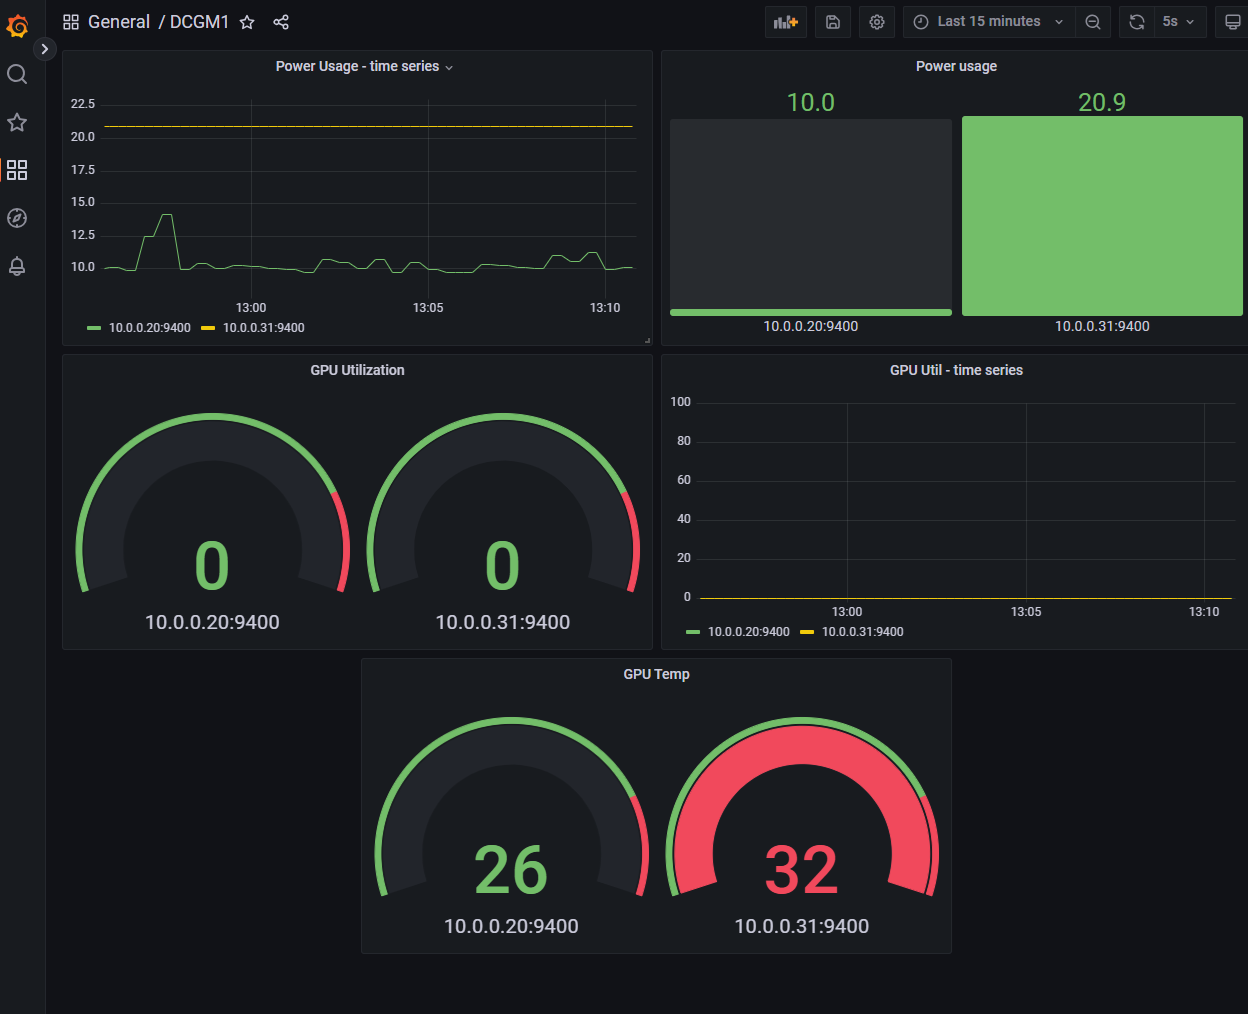 General / DCGM1
Last 15 minutes
5s
Power Usage - time series
22.5
20.0
17.5
15.0
12.5
10.0
13:00 13:05 13:10
10.0.0.20:9400 10.0.0.31:9400
Power usage
10.0 20.9
10.0.0.20:9400 10.0.0.31:9400
GPU Utilization
0 0
10.0.0.20:9400 10.0.0.31:9400
GPU Util - time series
100
80
60
40
20
0
13:00 13:05 13:10
10.0.0.20:9400 10.0.0.31:9400
GPU Temp
26 32
10.0.0.20:9400 10.0.0.31:9400